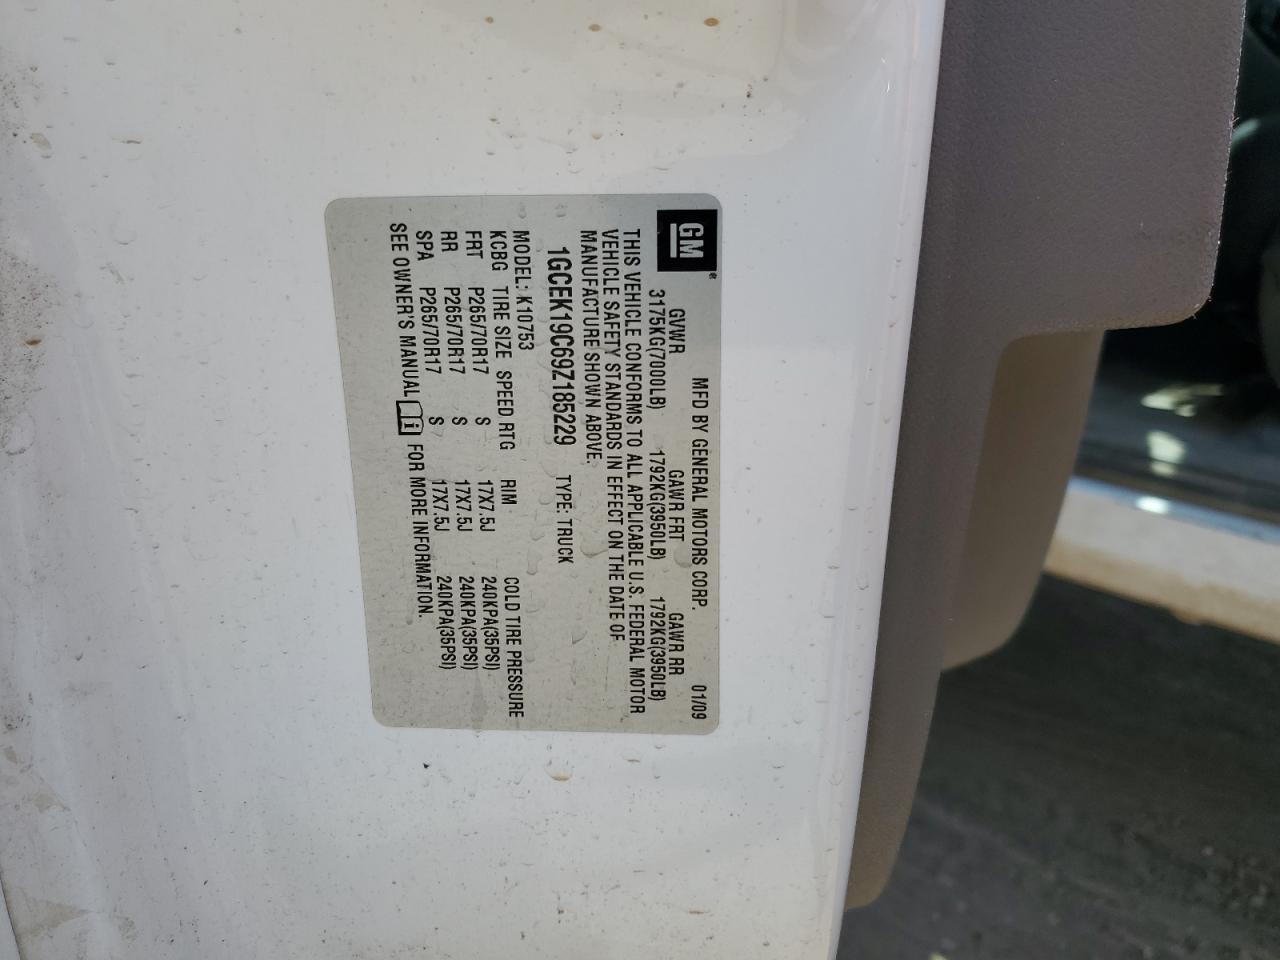 GM®
MFD BY GENERAL MOTORS CORP. 01/09
GVWR GAWR FRT GAWR RR
3175KG(7000LB) 1792KG(3950LB) 1792KG(3950LB)
THIS VEHICLE CONFORMS TO ALL APPLICABLE U.S. FEDERAL MOTOR
VEHICLE SAFETY STANDARDS IN EFFECT ON THE DATE OF
MANUFACTURE SHOWN ABOVE.
1GCEK19C69Z185229 TYPE: TRUCK
MODEL: K10753
KCBG TIRE SIZE SPEED RTG RIM COLD TIRE PRESSURE
FRT P265/70R17 S 17X7.5J 240KPA(35PSI)
RR P265/70R17 S 17X7.5J 240KPA(35PSI)
SPA P265/70R17 S 17X7.5J 240KPA(35PSI)
SEE OWNER'S MANUAL i FOR MORE INFORMATION.